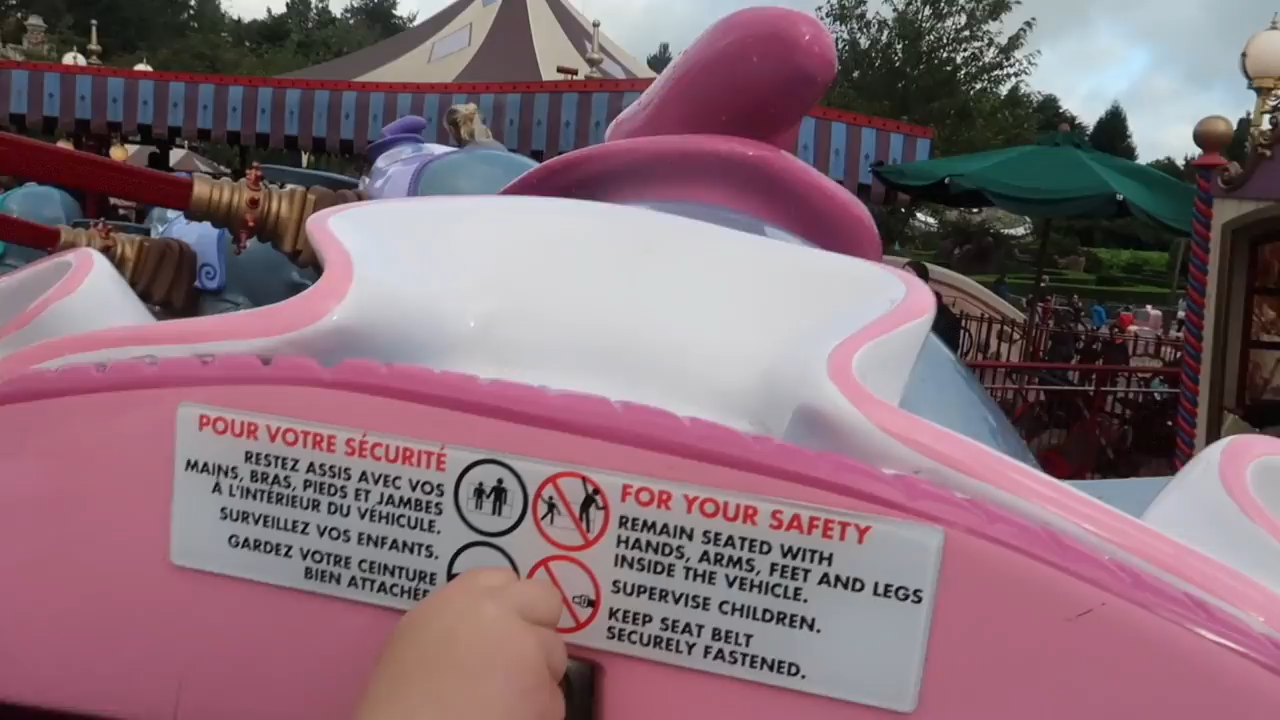 POUR VOTRE SÉCURITÉ
RESTEZ ASSIS AVEC VOS
MAINS, BRAS, PIEDS ET JAMBES
À L'INTÉRIEUR DU VÉHICULE.
SURVEILLEZ VOS ENFANTS.
GARDEZ VOTRE CEINTURE
BIEN ATTACHÉE
FOR YOUR SAFETY
REMAIN SEATED WITH
HANDS, ARMS, FEET AND LEGS
INSIDE THE VEHICLE.
SUPERVISE CHILDREN.
KEEP SEAT BELT
SECURELY FASTENED.